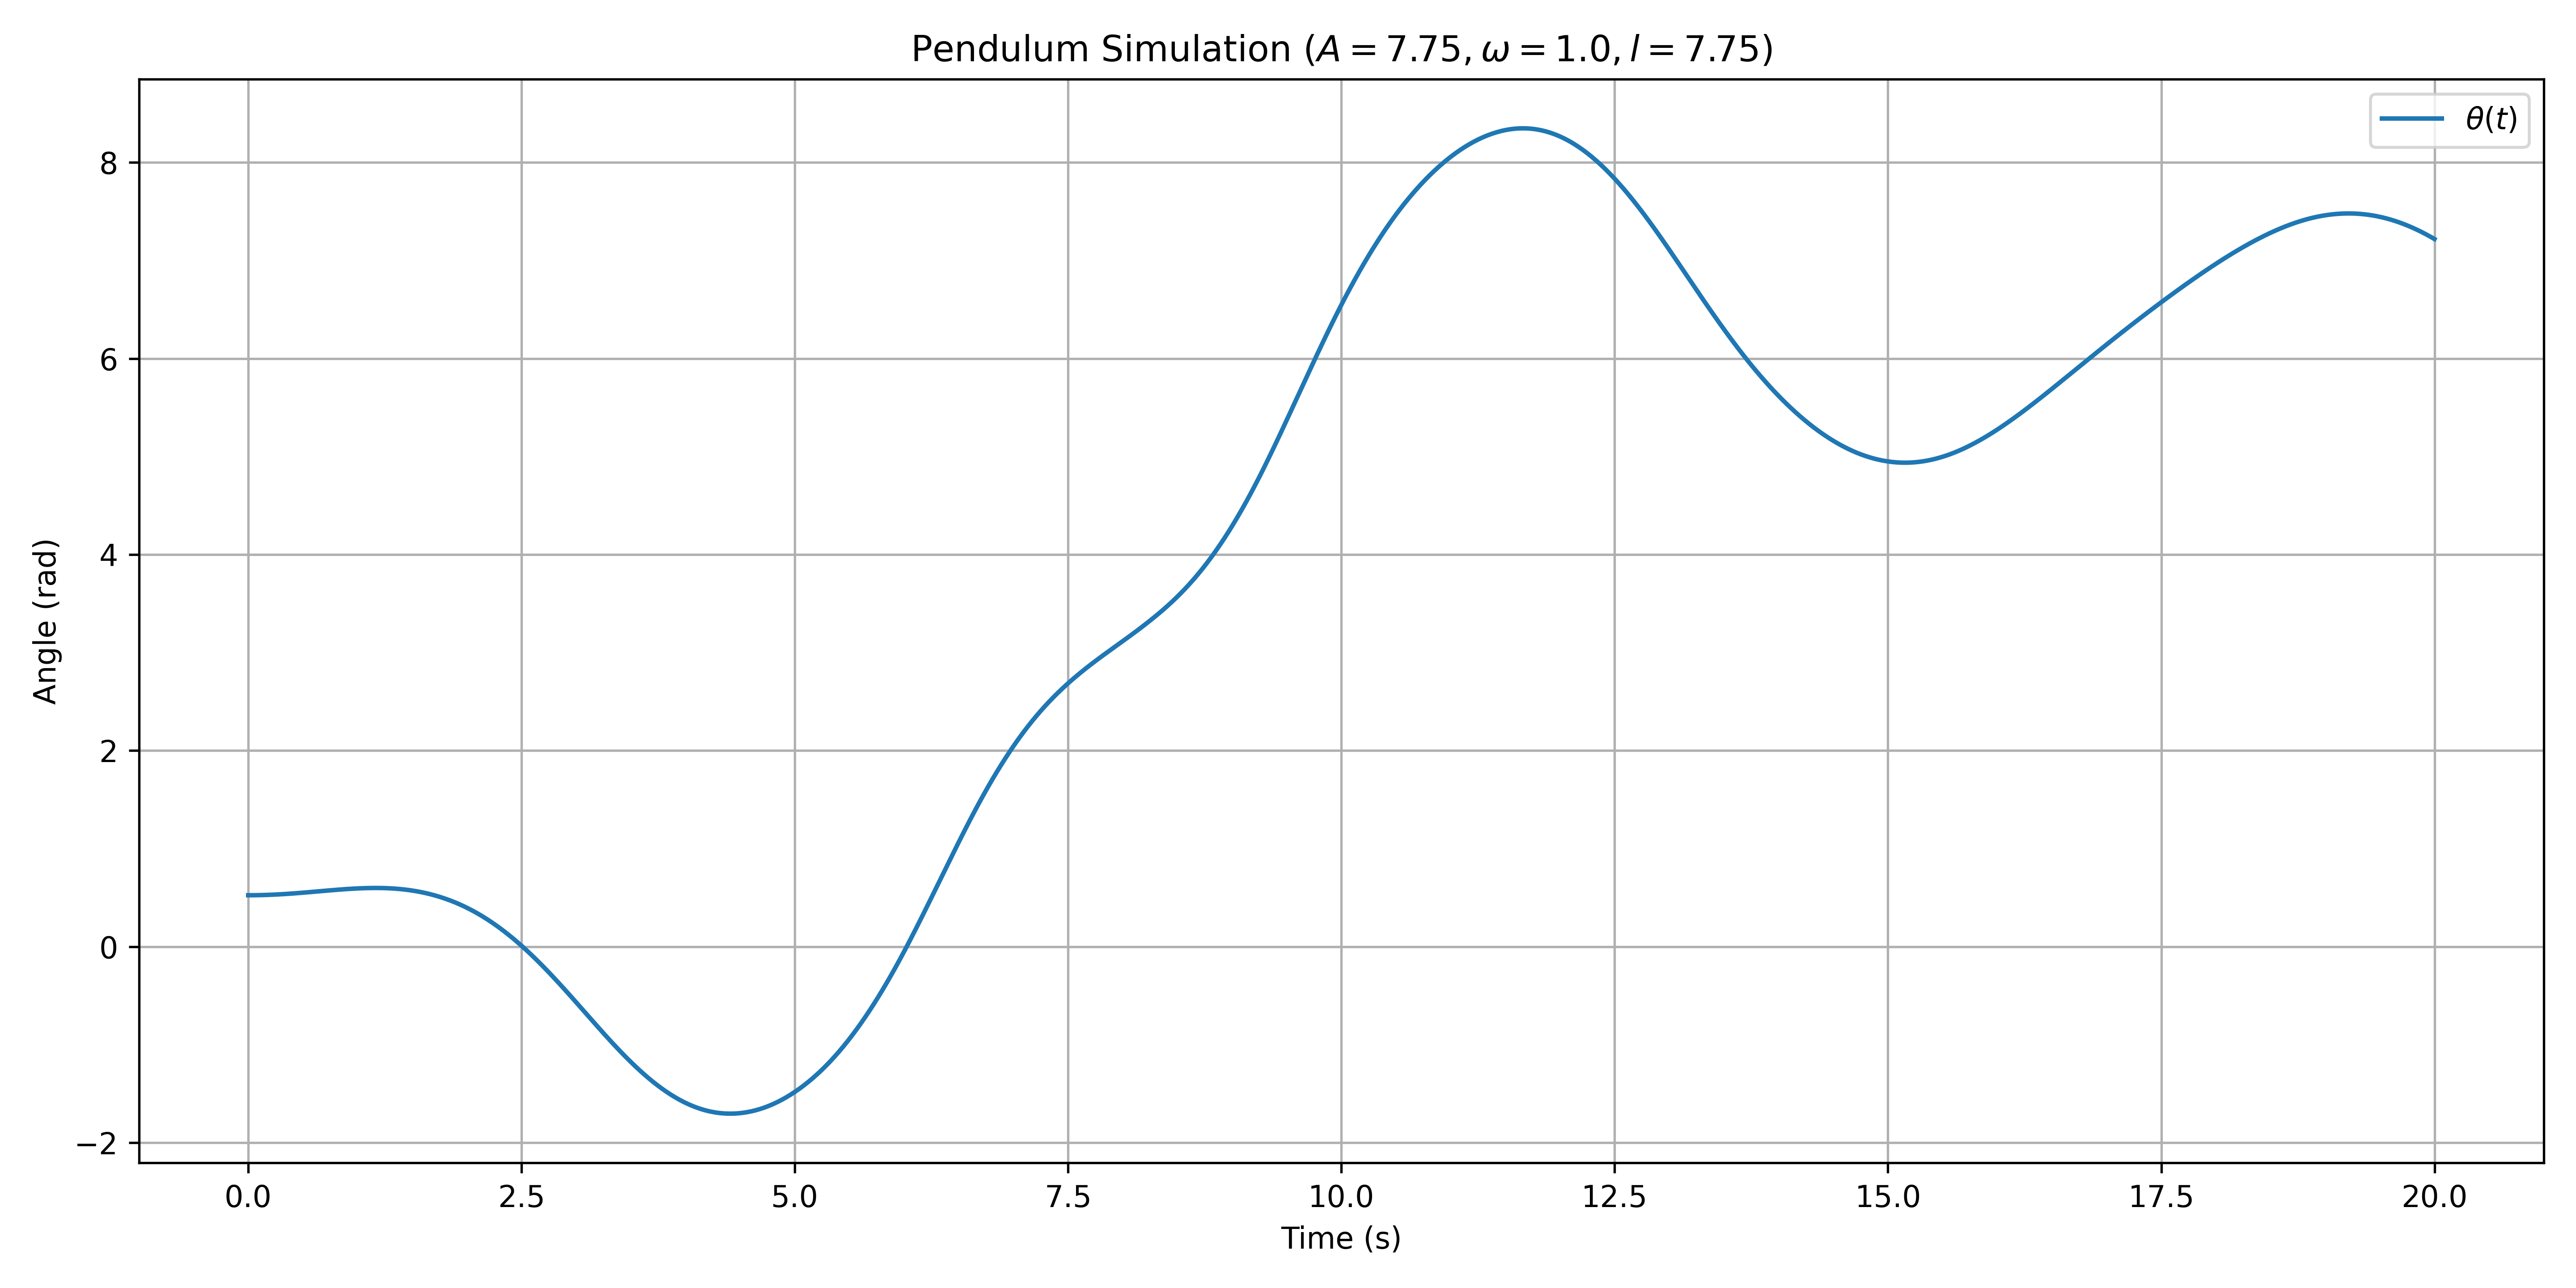 Pendulum Simulation (A = 7.75, ω = 1.0, l = 7.75)
θ(t)
8
6
4
2
0
−2
Angle (rad)
0.0 2.5 5.0 7.5 10.0 12.5 15.0 17.5 20.0
Time (s)